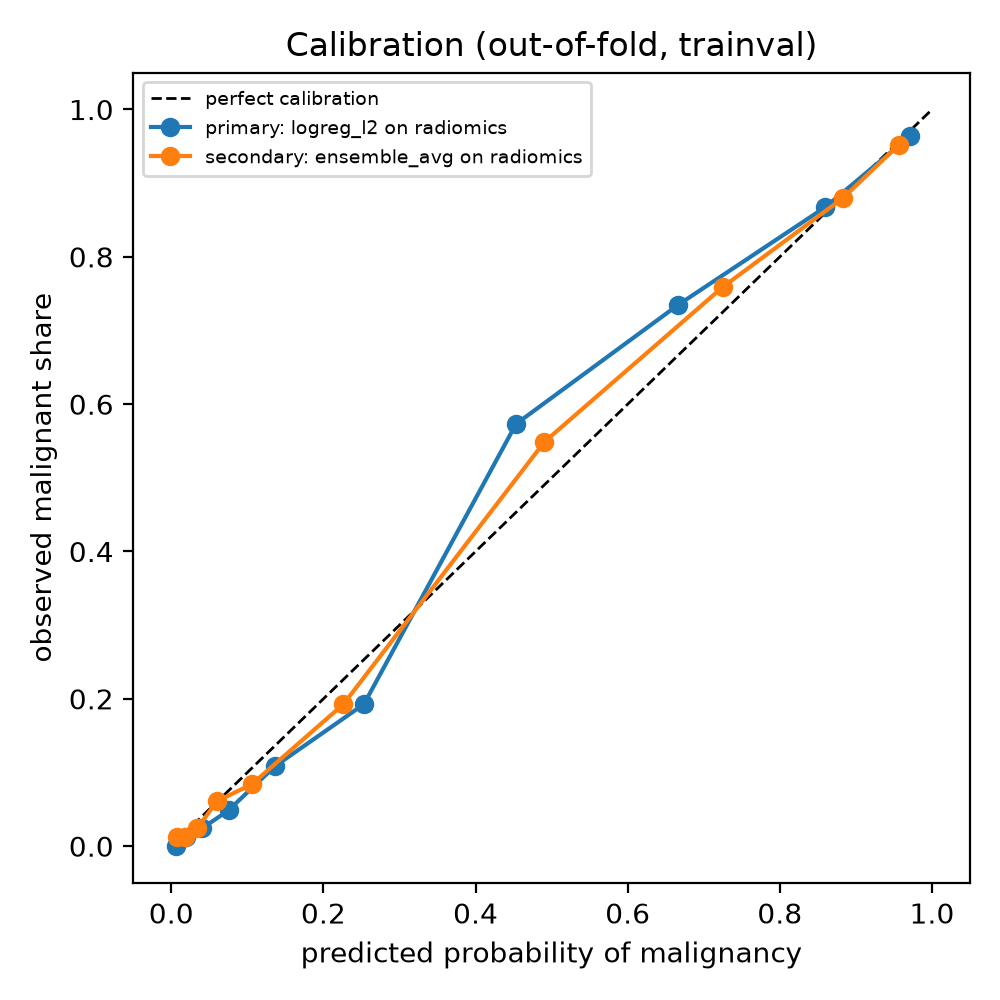 Calibration (out-of-fold, trainval)
perfect calibration
primary: logreg_l2 on radiomics
secondary: ensemble_avg on radiomics
observed malignant share
1.0
0.8
0.6
0.4
0.2
0.0
0.0 0.2 0.4 0.6 0.8 1.0
predicted probability of malignancy